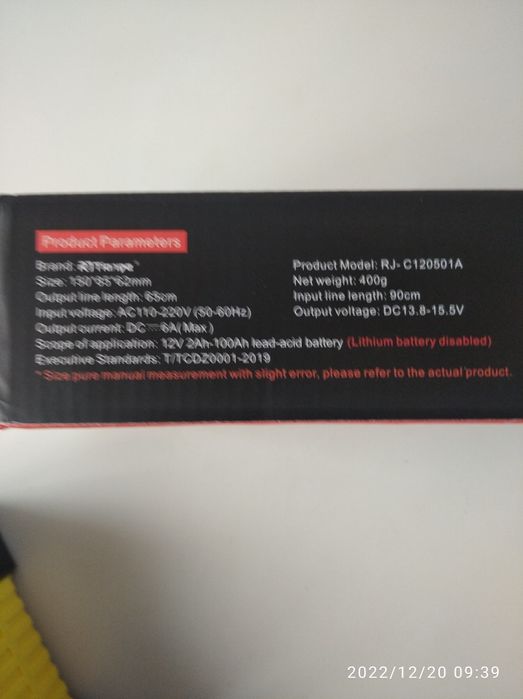 Product Parameters
Brand:
Product Model: RJ- C120501A
Size: 150*85*62mm
Net weight: 400g
Output line length: 65cm
Input line length: 90cm
Input voltage: AC110-220V (50-60Hz)
Output voltage: DC13.8-15.5V
Output current: DC⎓6A( Max )
Scope of application: 12V 2Ah-100Ah lead-acid battery (Lithium battery disabled)
Executive Standards: T/TCDZ0001-2019
* Size pure manual measurement with slight error, please refer to the actual product.
2022/12/20 09:39